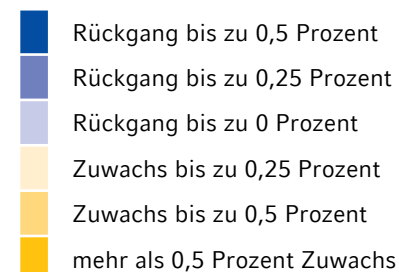 Rückgang bis zu 0,5 Prozent
Rückgang bis zu 0,25 Prozent
Rückgang bis zu 0 Prozent
Zuwachs bis zu 0,25 Prozent
Zuwachs bis zu 0,5 Prozent
mehr als 0,5 Prozent Zuwachs